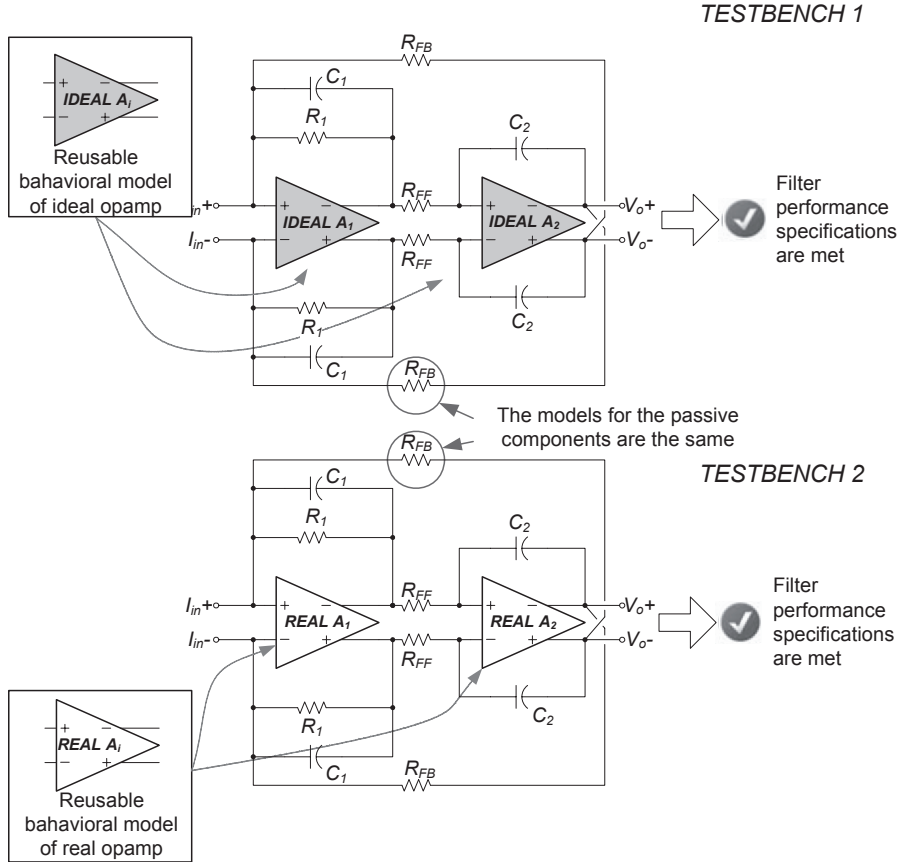 TESTBENCH 1
R_FB
C_1
R_1
IDEAL A_i
Reusable
bahavioral model
of ideal opamp
C_2
in+
I_in-
IDEAL A_1
R_FF
R_FF
IDEAL A_2
V_o+
V_o-
Filter
performance
specifications
are met
R_1
C_1
C_2
R_FB
The models for the passive
components are the same
R_FB
TESTBENCH 2
C_1
R_1
C_2
I_in+
I_in-
REAL A_1
R_FF
R_FF
REAL A_2
V_o+
V_o-
Filter
performance
specifications
are met
R_1
C_1
C_2
R_FB
REAL A_i
Reusable
bahavioral model
of real opamp